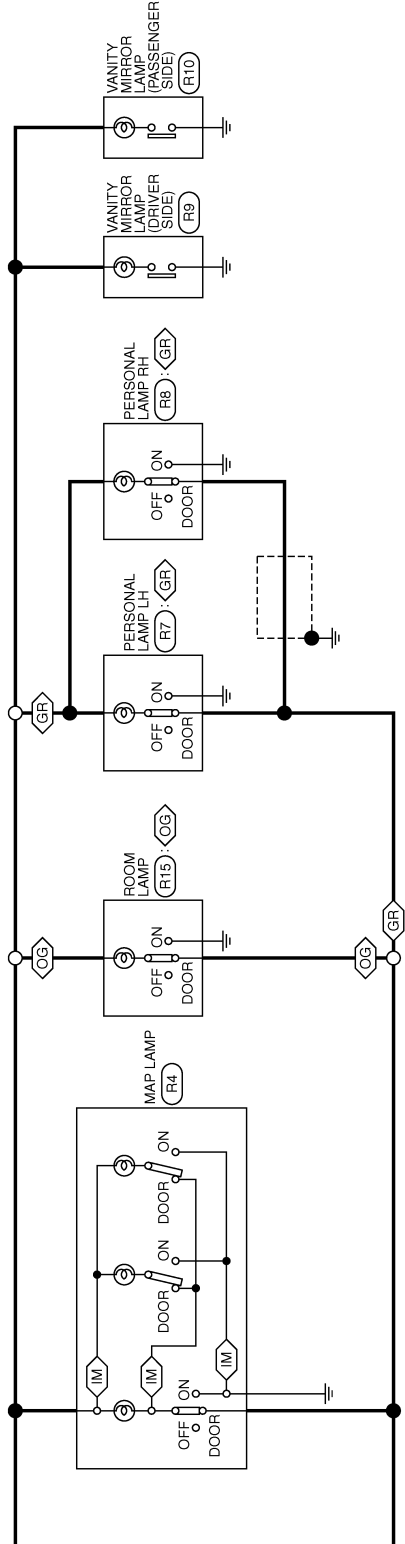 VANITY
MIRROR
LAMP
(PASSENGER
SIDE)
R10
VANITY
MIRROR
LAMP
(DRIVER
SIDE)
R9
PERSONAL
LAMP RH
R8 : GR
ON
OFF
DOOR
PERSONAL
LAMP LH
R7 : GR
GR
ON
OFF
DOOR
ROOM
LAMP
R15 : OG
OG
ON
OFF
DOOR
OG
GR
MAP LAMP
R4
ON
DOOR
ON
DOOR
IM
IM
IM
ON
OFF
DOOR